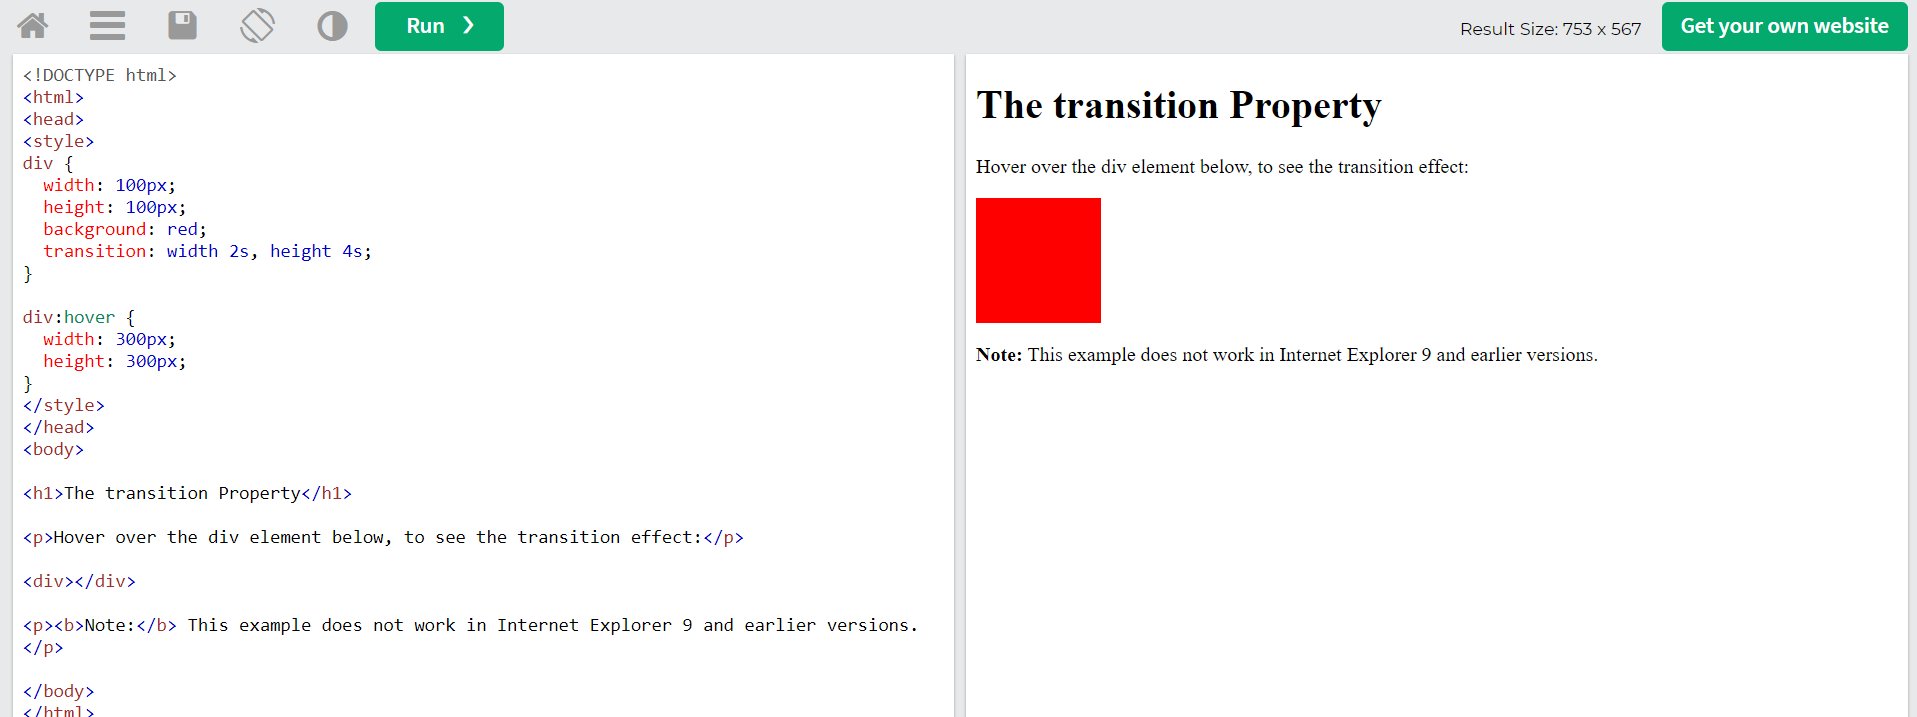 Run ❯
Result Size: 753 x 567
Get your own website
<!DOCTYPE html>
<html>
<head>
<style>
div {
  width: 100px;
  height: 100px;
  background: red;
  transition: width 2s, height 4s;
}

div:hover {
  width: 300px;
  height: 300px;
}
</style>
</head>
<body>

<h1>The transition Property</h1>

<p>Hover over the div element below, to see the transition effect:</p>

<div></div>

<p><b>Note:</b> This example does not work in Internet Explorer 9 and earlier versions.
</p>

</body>
</html>
The transition Property
Hover over the div element below, to see the transition effect:
Note: This example does not work in Internet Explorer 9 and earlier versions.